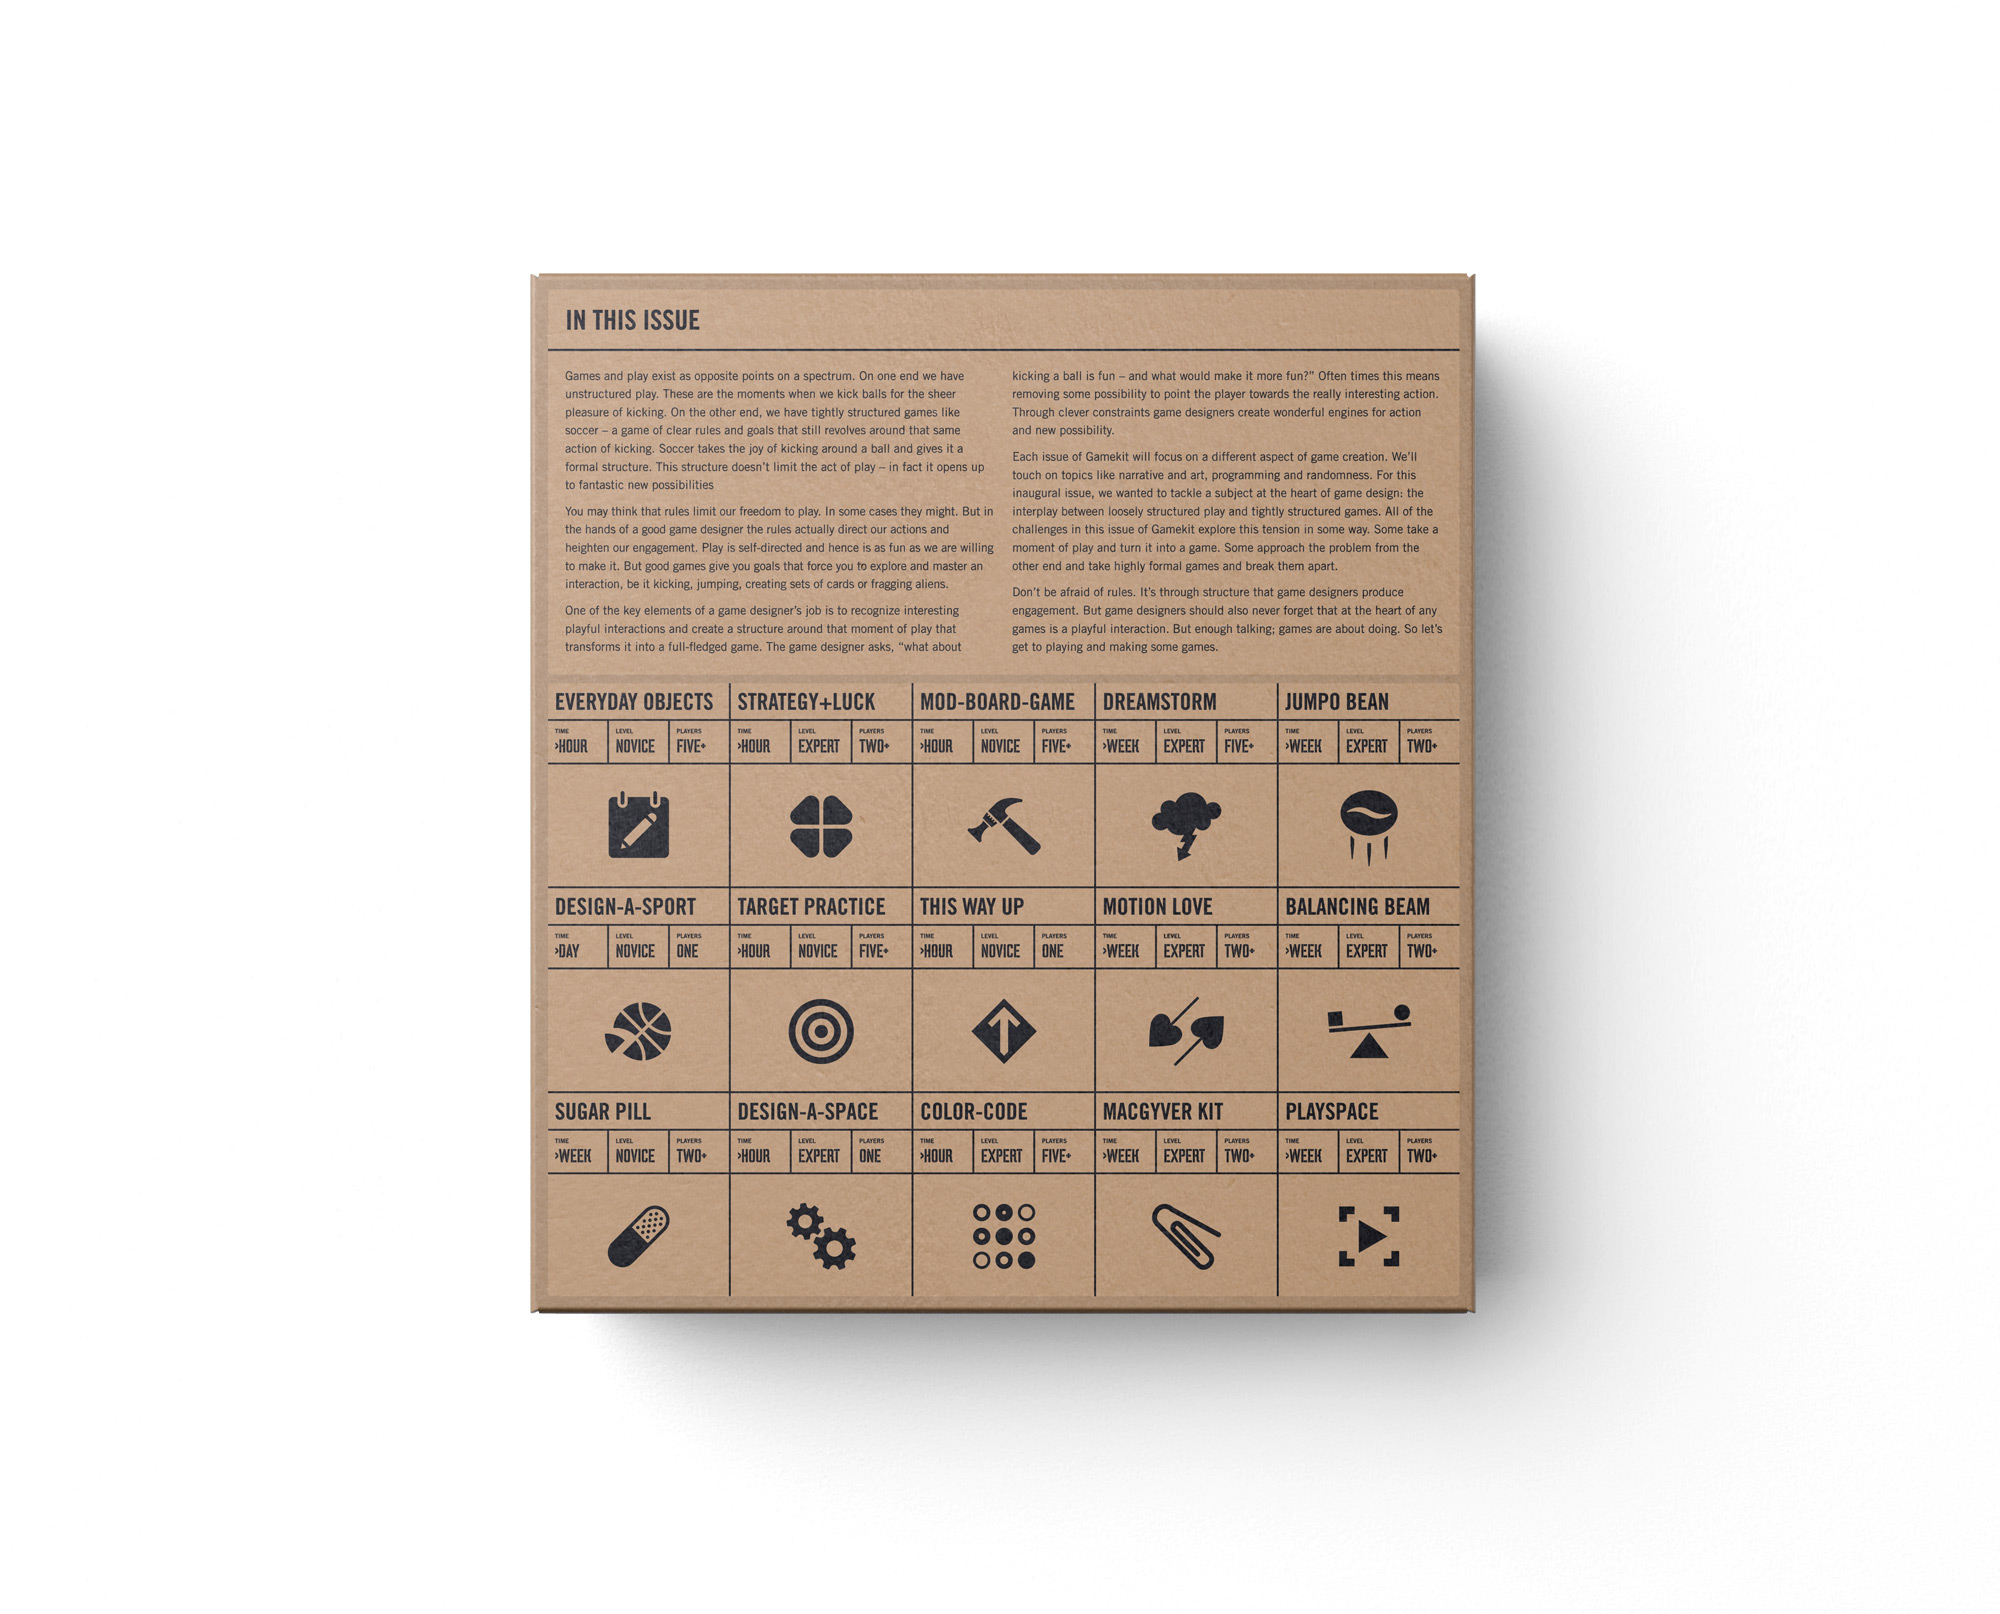 IN THIS ISSUE
Games and play exist as opposite points on a spectrum. On one end we have
unstructured play. These are the moments when we kick balls for the sheer
pleasure of kicking. On the other end, we have tightly structured games like
soccer – a game of clear rules and goals that still revolves around that same
action of kicking. Soccer takes the joy of kicking around a ball and gives it a
formal structure. This structure doesn't limit the act of play – in fact it opens up
to fantastic new possibilities
You may think that rules limit our freedom to play. In some cases they might. But in
the hands of a good game designer the rules actually direct our actions and
heighten our engagement. Play is self-directed and hence is as fun as we are willing
to make it. But good games give you goals that force you to explore and master an
interaction, be it kicking, jumping, creating sets of cards or fragging aliens.
One of the key elements of a game designer's job is to recognize interesting
playful interactions and create a structure around that moment of play that
transforms it into a full-fledged game. The game designer asks, “what about
kicking a ball is fun – and what would make it more fun?” Often times this means
removing some possibility to point the player towards the really interesting action.
Through clever constraints game designers create wonderful engines for action
and new possibility.
Each issue of Gamekit will focus on a different aspect of game creation. We'll
touch on topics like narrative and art, programming and randomness. For this
inaugural issue, we wanted to tackle a subject at the heart of game design: the
interplay between loosely structured play and tightly structured games. All of the
challenges in this issue of Gamekit explore this tension in some way. Some take a
moment of play and turn it into a game. Some approach the problem from the
other end and take highly formal games and break them apart.
Don't be afraid of rules. It's through structure that game designers produce
engagement. But game designers should also never forget that at the heart of any
games is a playful interaction. But enough talking; games are about doing. So let's
get to playing and making some games.
EVERYDAY OBJECTS
TIME LEVEL PLAYERS
>HOUR NOVICE FIVE+
STRATEGY+LUCK
TIME LEVEL PLAYERS
>HOUR EXPERT TWO+
MOD-BOARD-GAME
TIME LEVEL PLAYERS
>HOUR NOVICE FIVE+
DREAMSTORM
TIME LEVEL PLAYERS
>WEEK EXPERT FIVE+
JUMPO BEAN
TIME LEVEL PLAYERS
>WEEK EXPERT TWO+
DESIGN-A-SPORT
TIME LEVEL PLAYERS
>DAY NOVICE ONE
TARGET PRACTICE
TIME LEVEL PLAYERS
>HOUR NOVICE FIVE+
THIS WAY UP
TIME LEVEL PLAYERS
>HOUR NOVICE ONE
MOTION LOVE
TIME LEVEL PLAYERS
>WEEK EXPERT TWO+
BALANCING BEAM
TIME LEVEL PLAYERS
>WEEK EXPERT TWO+
SUGAR PILL
TIME LEVEL PLAYERS
>WEEK NOVICE TWO+
DESIGN-A-SPACE
TIME LEVEL PLAYERS
>HOUR EXPERT ONE
COLOR-CODE
TIME LEVEL PLAYERS
>HOUR EXPERT FIVE+
MACGYVER KIT
TIME LEVEL PLAYERS
>WEEK EXPERT TWO+
PLAYSPACE
TIME LEVEL PLAYERS
>WEEK EXPERT TWO+